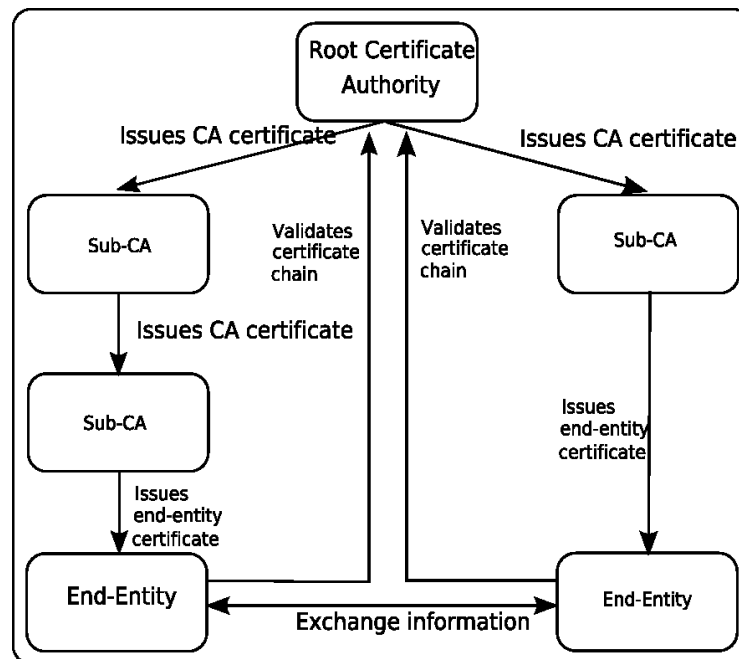 Root Certificate
Authority
Issues CA certificate
Issues CA certificate
Sub-CA
Validates
certificate
chain
Validates
certificate
chain
Sub-CA
Issues CA certificate
Sub-CA
Issues
end-entity
certificate
Issues
end-entity
certificate
End-Entity
End-Entity
Exchange information